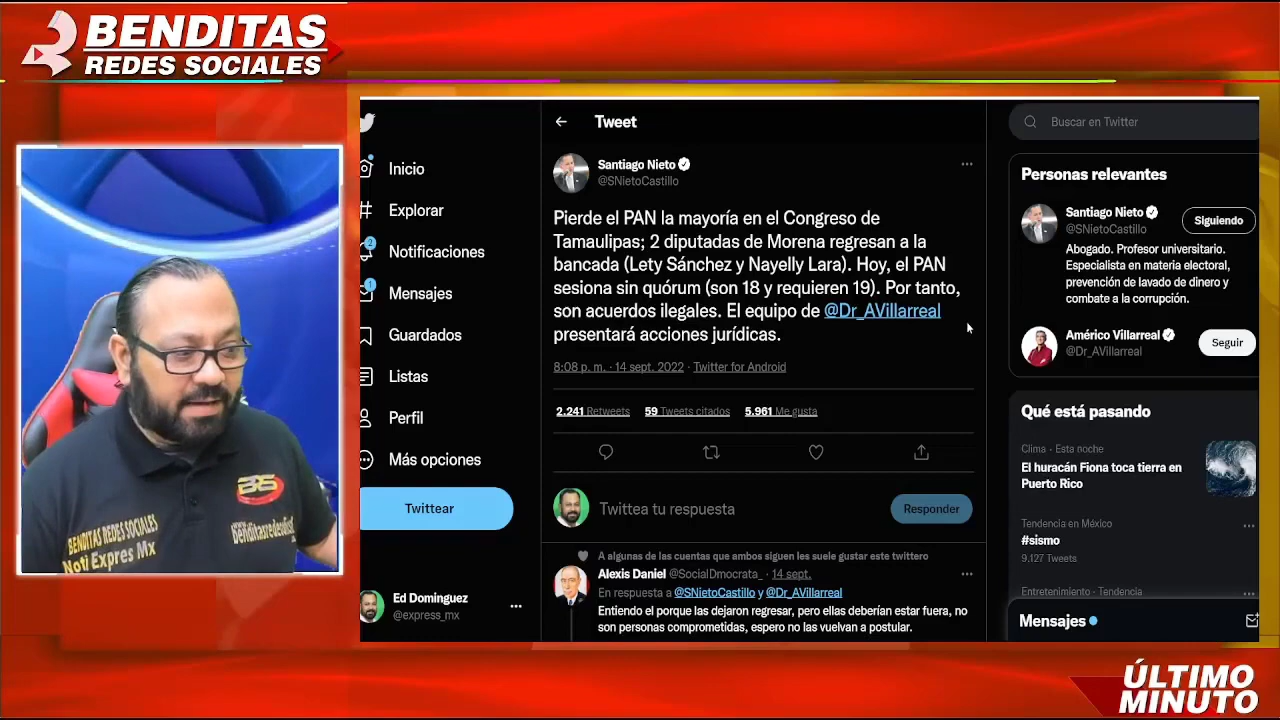 BENDITAS
REDES SOCIALES
BRS
BENDITAS REDES SOCIALES
Noti Expres Mx
Inicio
Explorar
2
Notificaciones
1
Mensajes
Guardados
Listas
Perfil
Más opciones
Twittear
Ed Dominguez
@express_mx
Tweet
Santiago Nieto
@SNietoCastillo
Pierde el PAN la mayoría en el Congreso de
Tamaulipas; 2 diputadas de Morena regresan a la
bancada (Lety Sánchez y Nayelly Lara). Hoy, el PAN
sesiona sin quórum (son 18 y requieren 19). Por tanto,
son acuerdos ilegales. El equipo de @Dr_AVillarreal
presentará acciones jurídicas.
8:08 p. m. · 14 sept. 2022 · Twitter for Android
2.241 Retweets 59 Tweets citados 5.961 Me gusta
Twittea tu respuesta
Responder
A algunas de las cuentas que ambos siguen les suele gustar este twittero
Alexis Daniel @SocialDmocrata_ · 14 sept.
En respuesta a @SNietoCastillo y @Dr_AVillarreal
Entiendo el porque las dejaron regresar, pero ellas deberían estar fuera, no
son personas comprometidas, espero no las vuelvan a postular.
Buscar en Twitter
Personas relevantes
Santiago Nieto
@SNietoCastillo
Siguiendo
Abogado. Profesor universitario.
Especialista en materia electoral,
prevención de lavado de dinero y
combate a la corrupción.
Américo Villarreal
@Dr_AVillarreal
Seguir
Qué está pasando
Clima · Esta noche
El huracán Fiona toca tierra en
Puerto Rico
Tendencia en México
#sismo
9.127 Tweets
Entretenimiento · Tendencia
Mensajes
ÚLTIMO
MINUTO